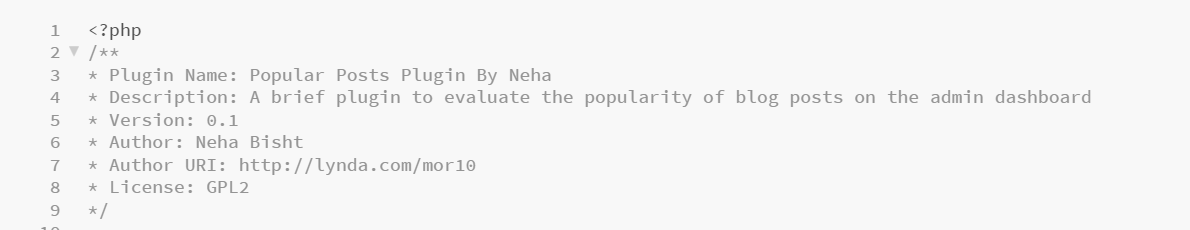 1 <?php
2 /**
3 * Plugin Name: Popular Posts Plugin By Neha
4 * Description: A brief plugin to evaluate the popularity of blog posts on the admin dashboard
5 * Version: 0.1
6 * Author: Neha Bisht
7 * Author URI: http://lynda.com/mor10
8 * License: GPL2
9 */